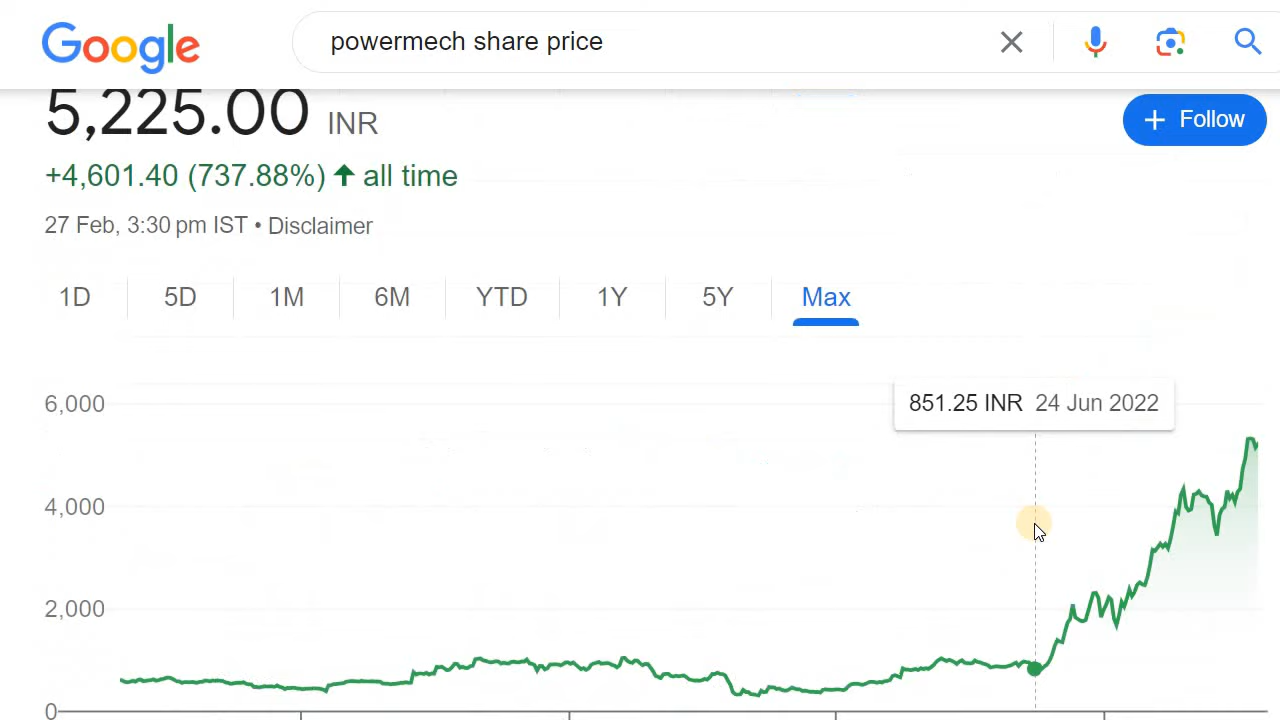 Google
powermech share price
5,225.00 INR
+ Follow
+4,601.40 (737.88%) ↑ all time
27 Feb, 3:30 pm IST • Disclaimer
1D 5D 1M 6M YTD 1Y 5Y Max
6,000
851.25 INR 24 Jun 2022
4,000
2,000
0